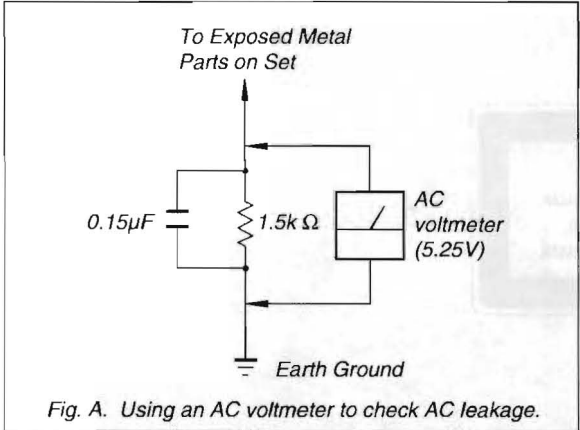 To Exposed Metal
Parts on Set
0.15µF
1.5k Ω
AC
voltmeter
(5.25V)
Earth Ground
Fig. A. Using an AC voltmeter to check AC leakage.